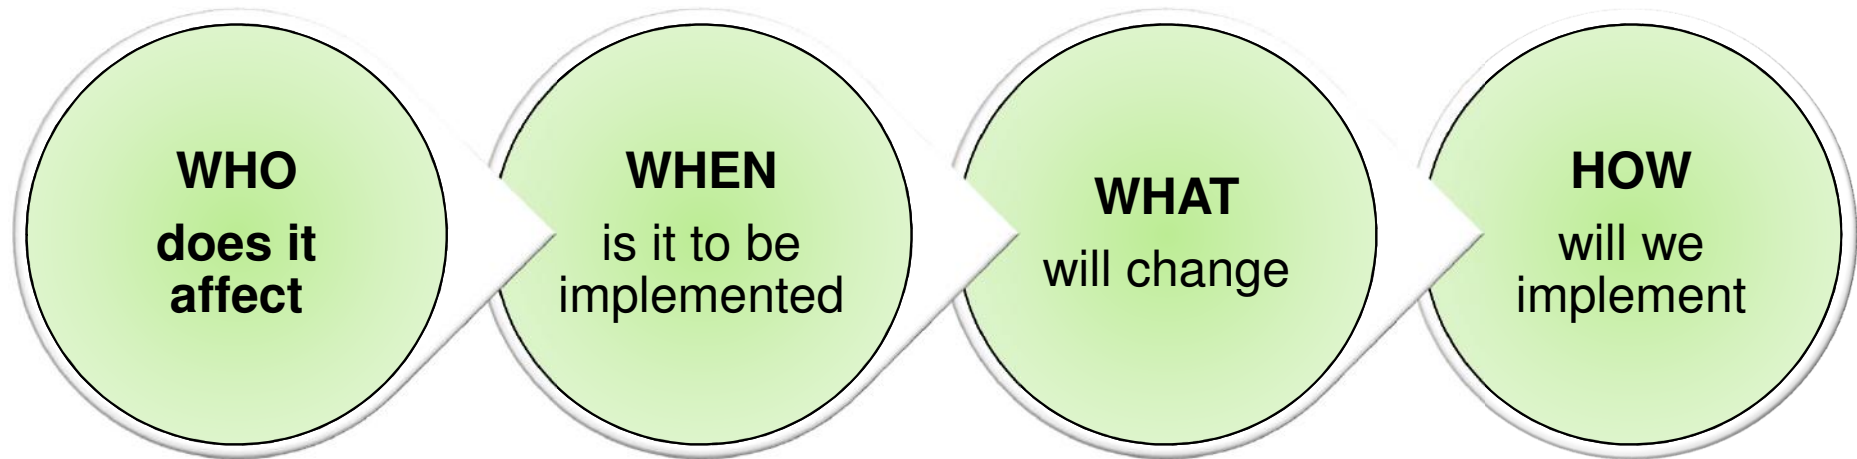 WHO
does it
affect
WHEN
is it to be
implemented
WHAT
will change
HOW
will we
implement